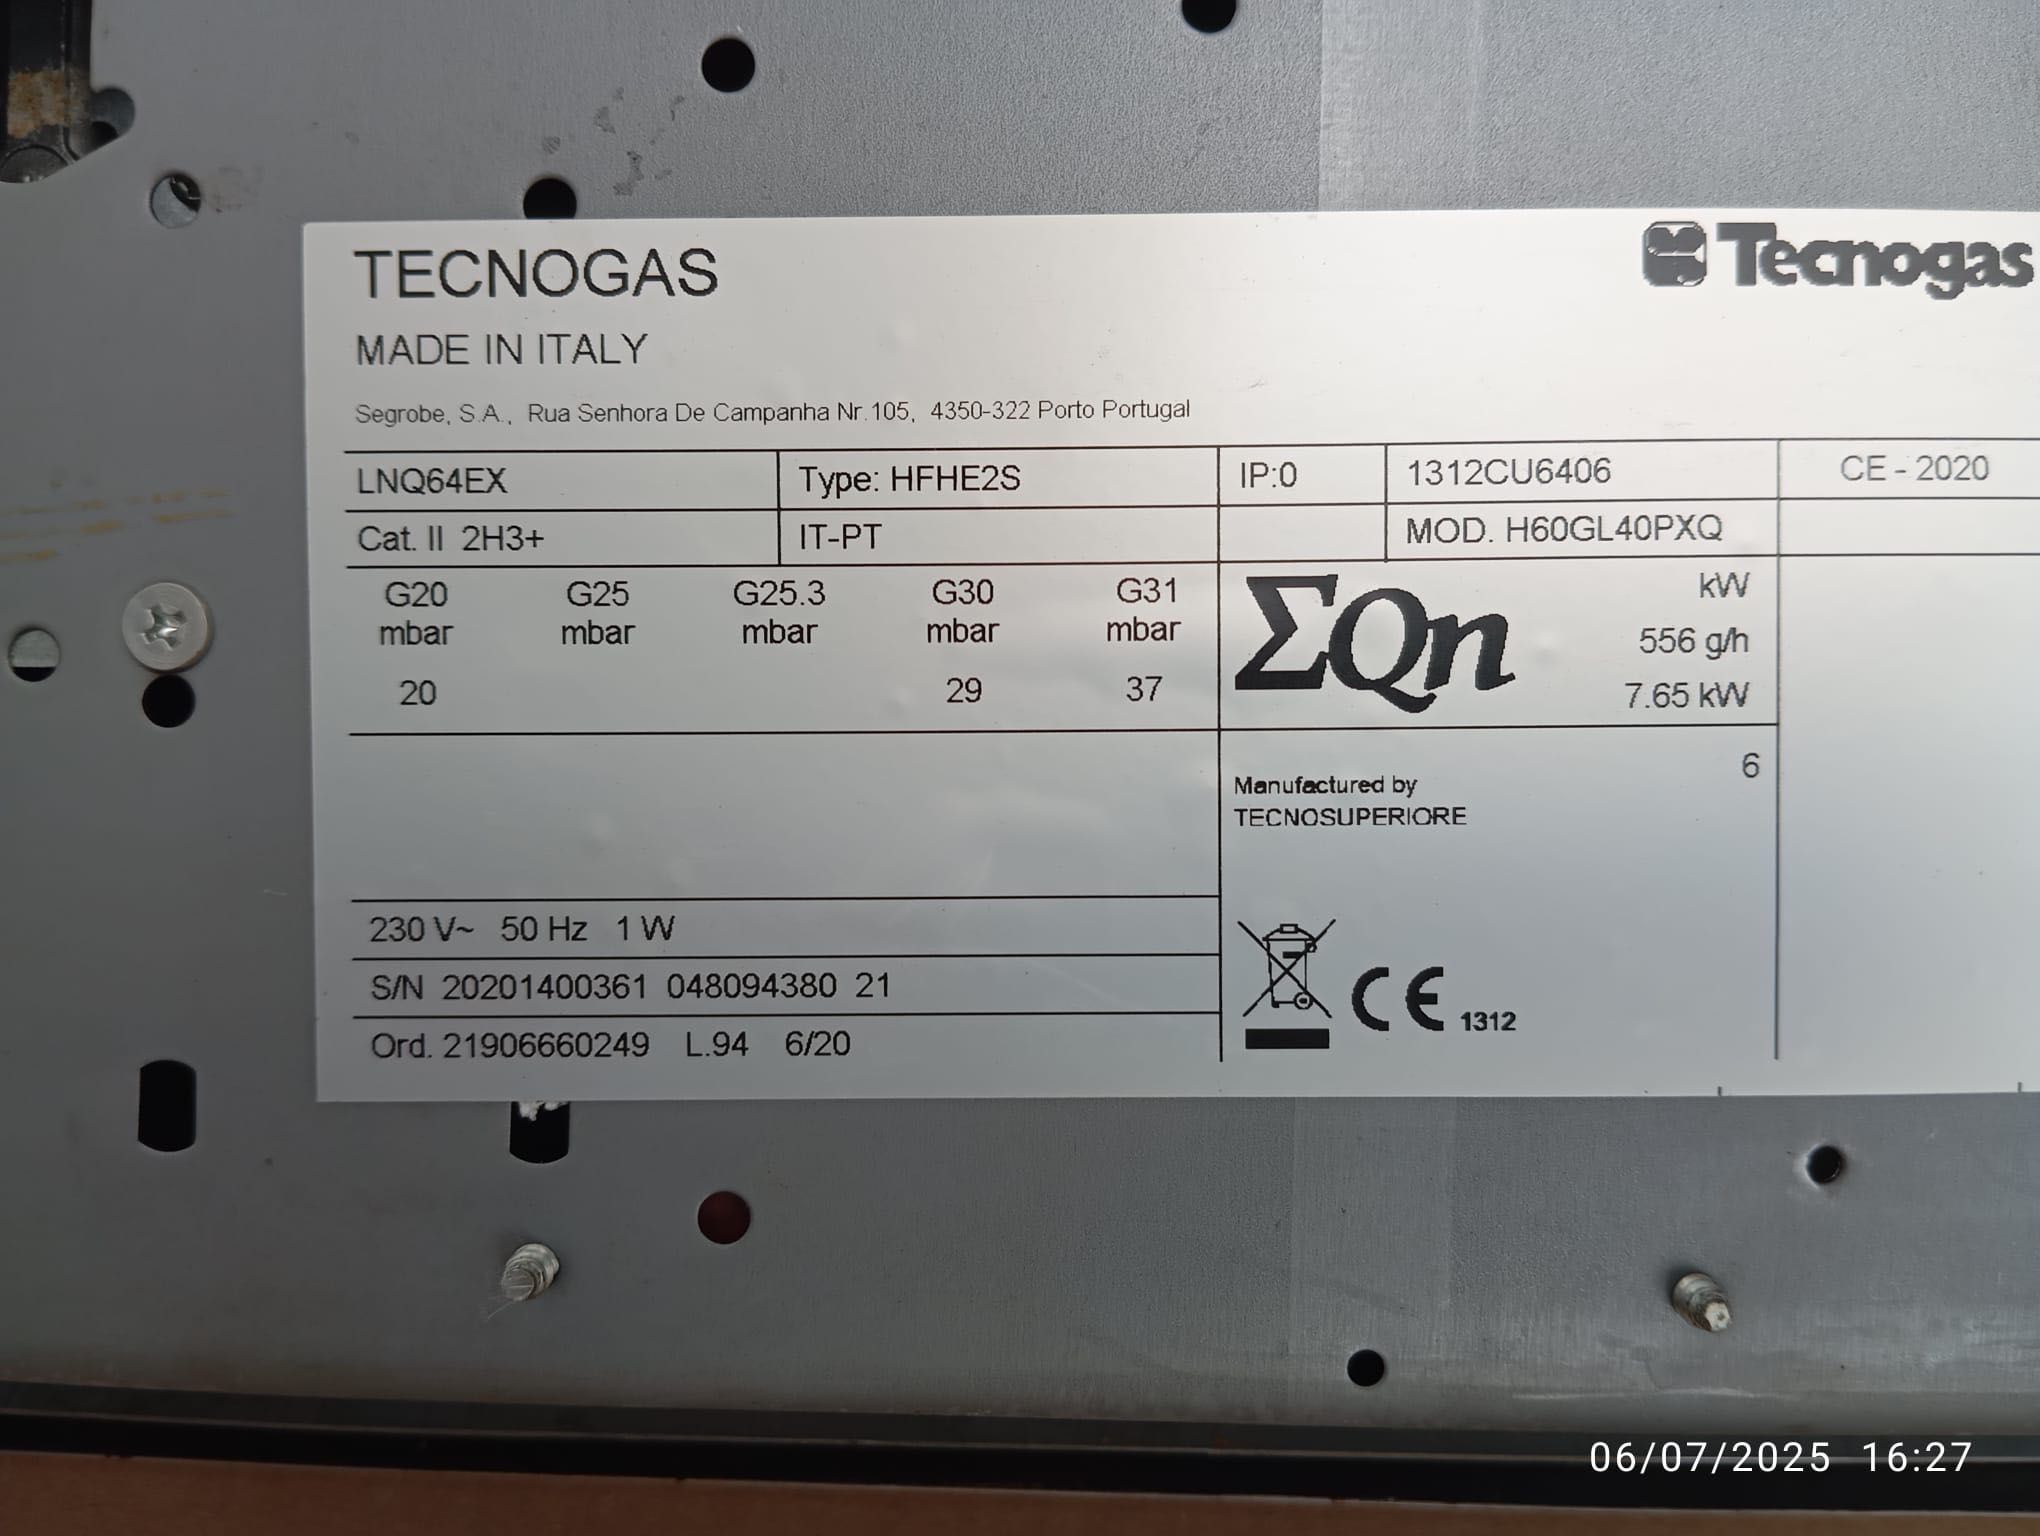 TECNOGAS
Tecnogas
MADE IN ITALY
Segrobe, S.A., Rua Senhora De Campanha Nr.105, 4350-322 Porto Portugal
LNQ64EX Type: HFHE2S IP:0 1312CU6406 CE - 2020
Cat. II 2H3+ IT-PT MOD. H60GL40PXQ
G20 G25 G25.3 G30 G31
mbar mbar mbar mbar mbar
20 29 37
ΣQn
kW
556 g/h
7.65 kW
6
Manufactured by
TECNOSUPERIORE
230 V~ 50 Hz 1 W
S/N 20201400361 048094380 21
Ord. 21906660249 L.94 6/20
CE 1312
06/07/2025 16:27